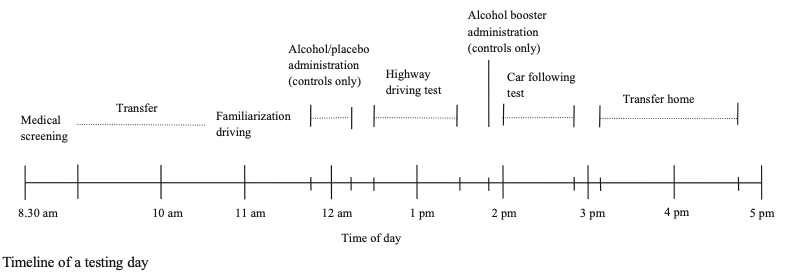 Alcohol booster
administration
(controls only)
Alcohol/placebo
administration
(controls only)
Highway
driving test
Car following
test
Transfer home
Transfer
Familiarization
driving
Medical
screening
8.30 am 10 am 11 am 12 am 1 pm 2 pm 3 pm 4 pm 5 pm
Time of day
Timeline of a testing day